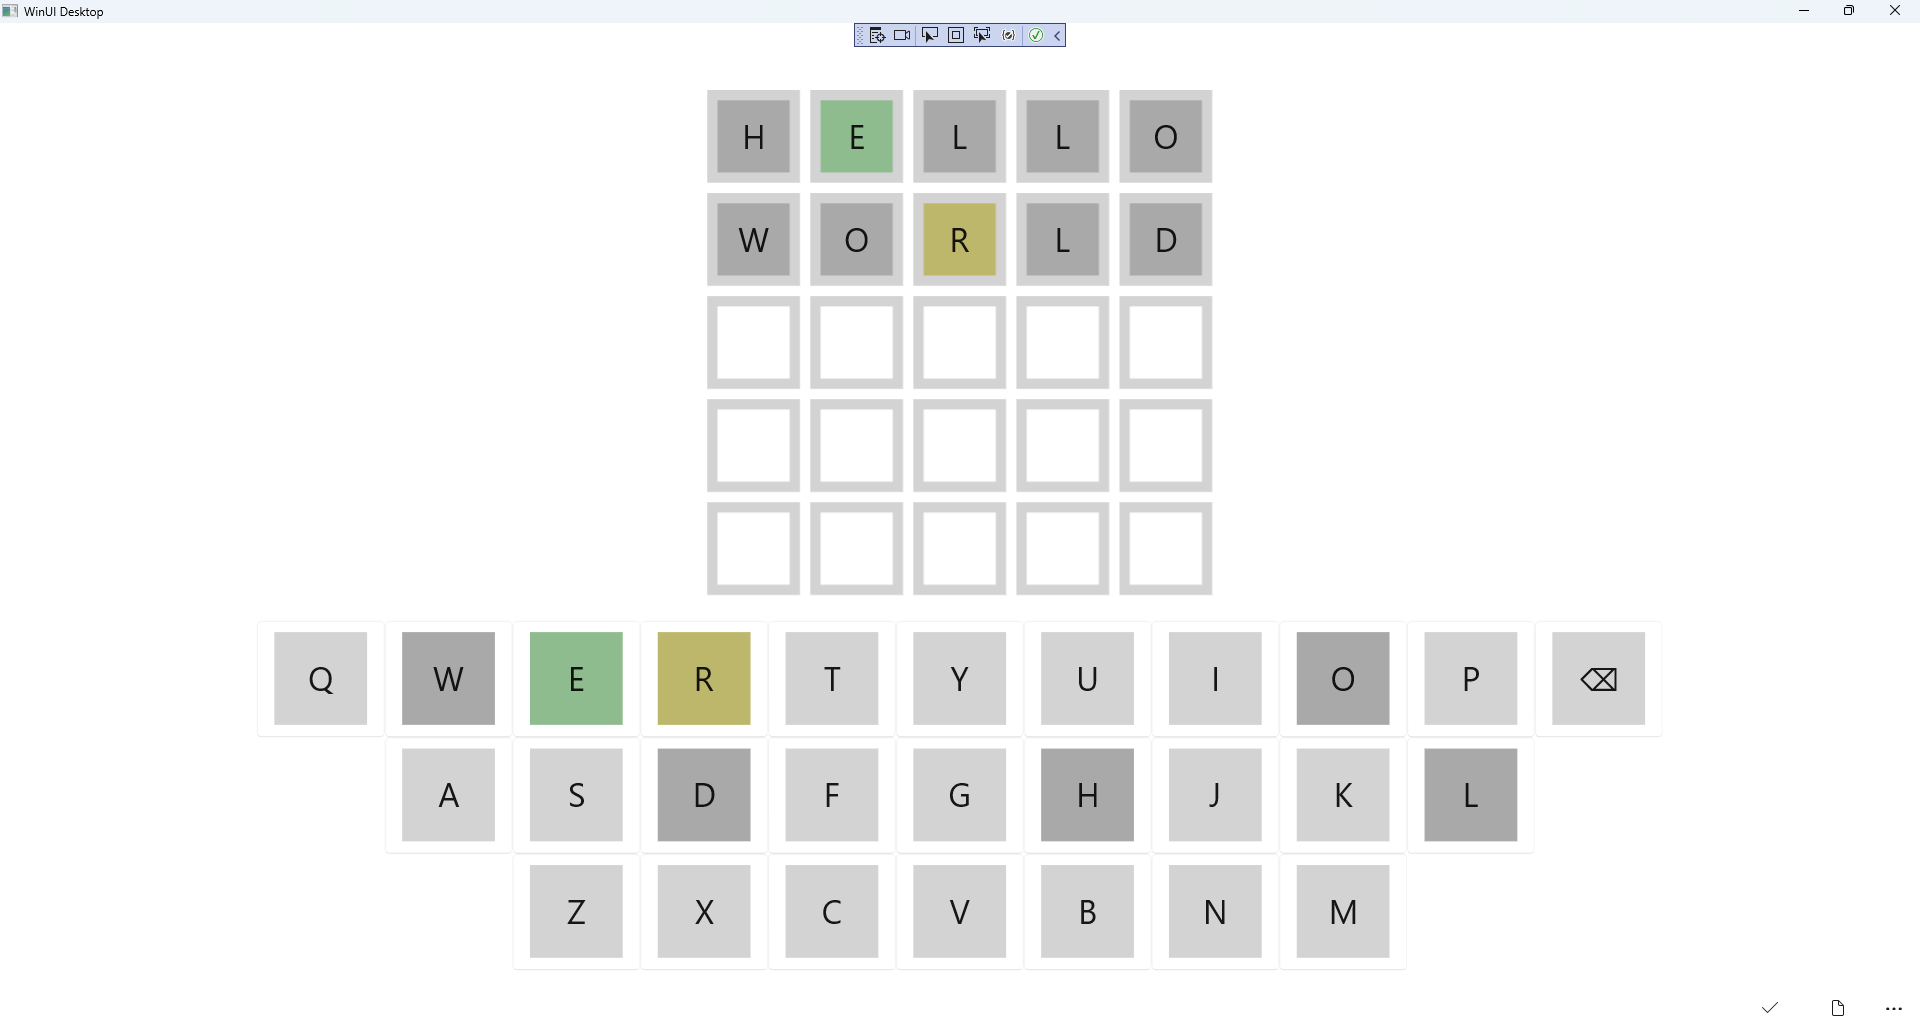 WinUI Desktop
H E L L O
W O R L D
Q W E R T Y U I O P
A S D F G H J K L
Z X C V B N M